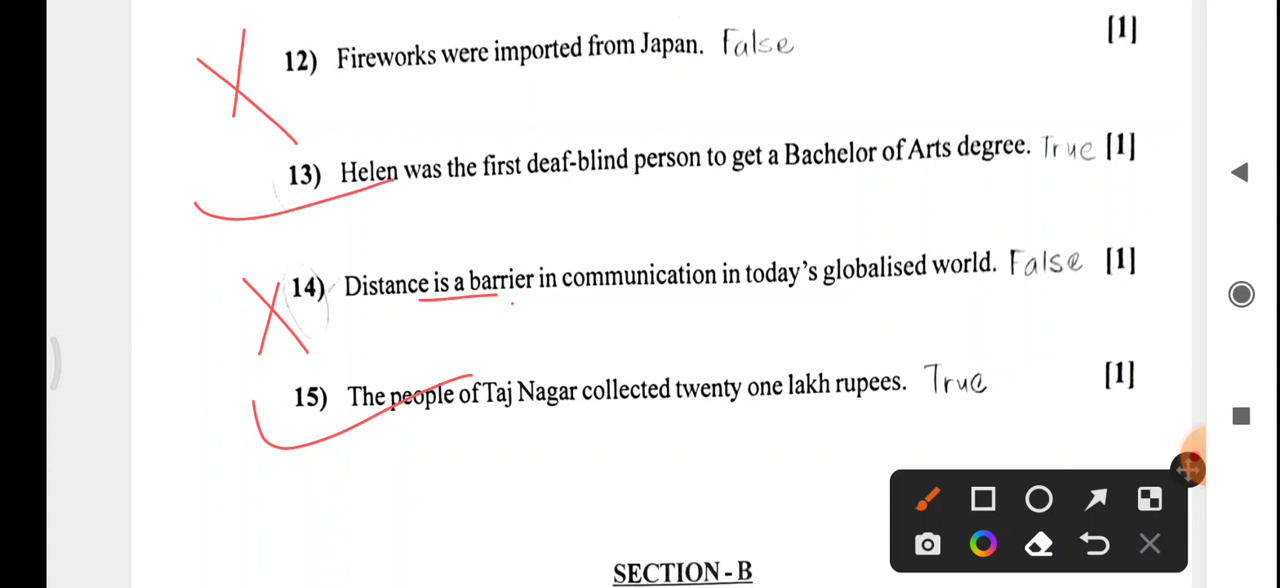 12) Fireworks were imported from Japan. False [1]
13) Helen was the first deaf-blind person to get a Bachelor of Arts degree. True [1]
14) Distance is a barrier in communication in today's globalised world. False [1]
15) The people of Taj Nagar collected twenty one lakh rupees. True [1]
SECTION - B